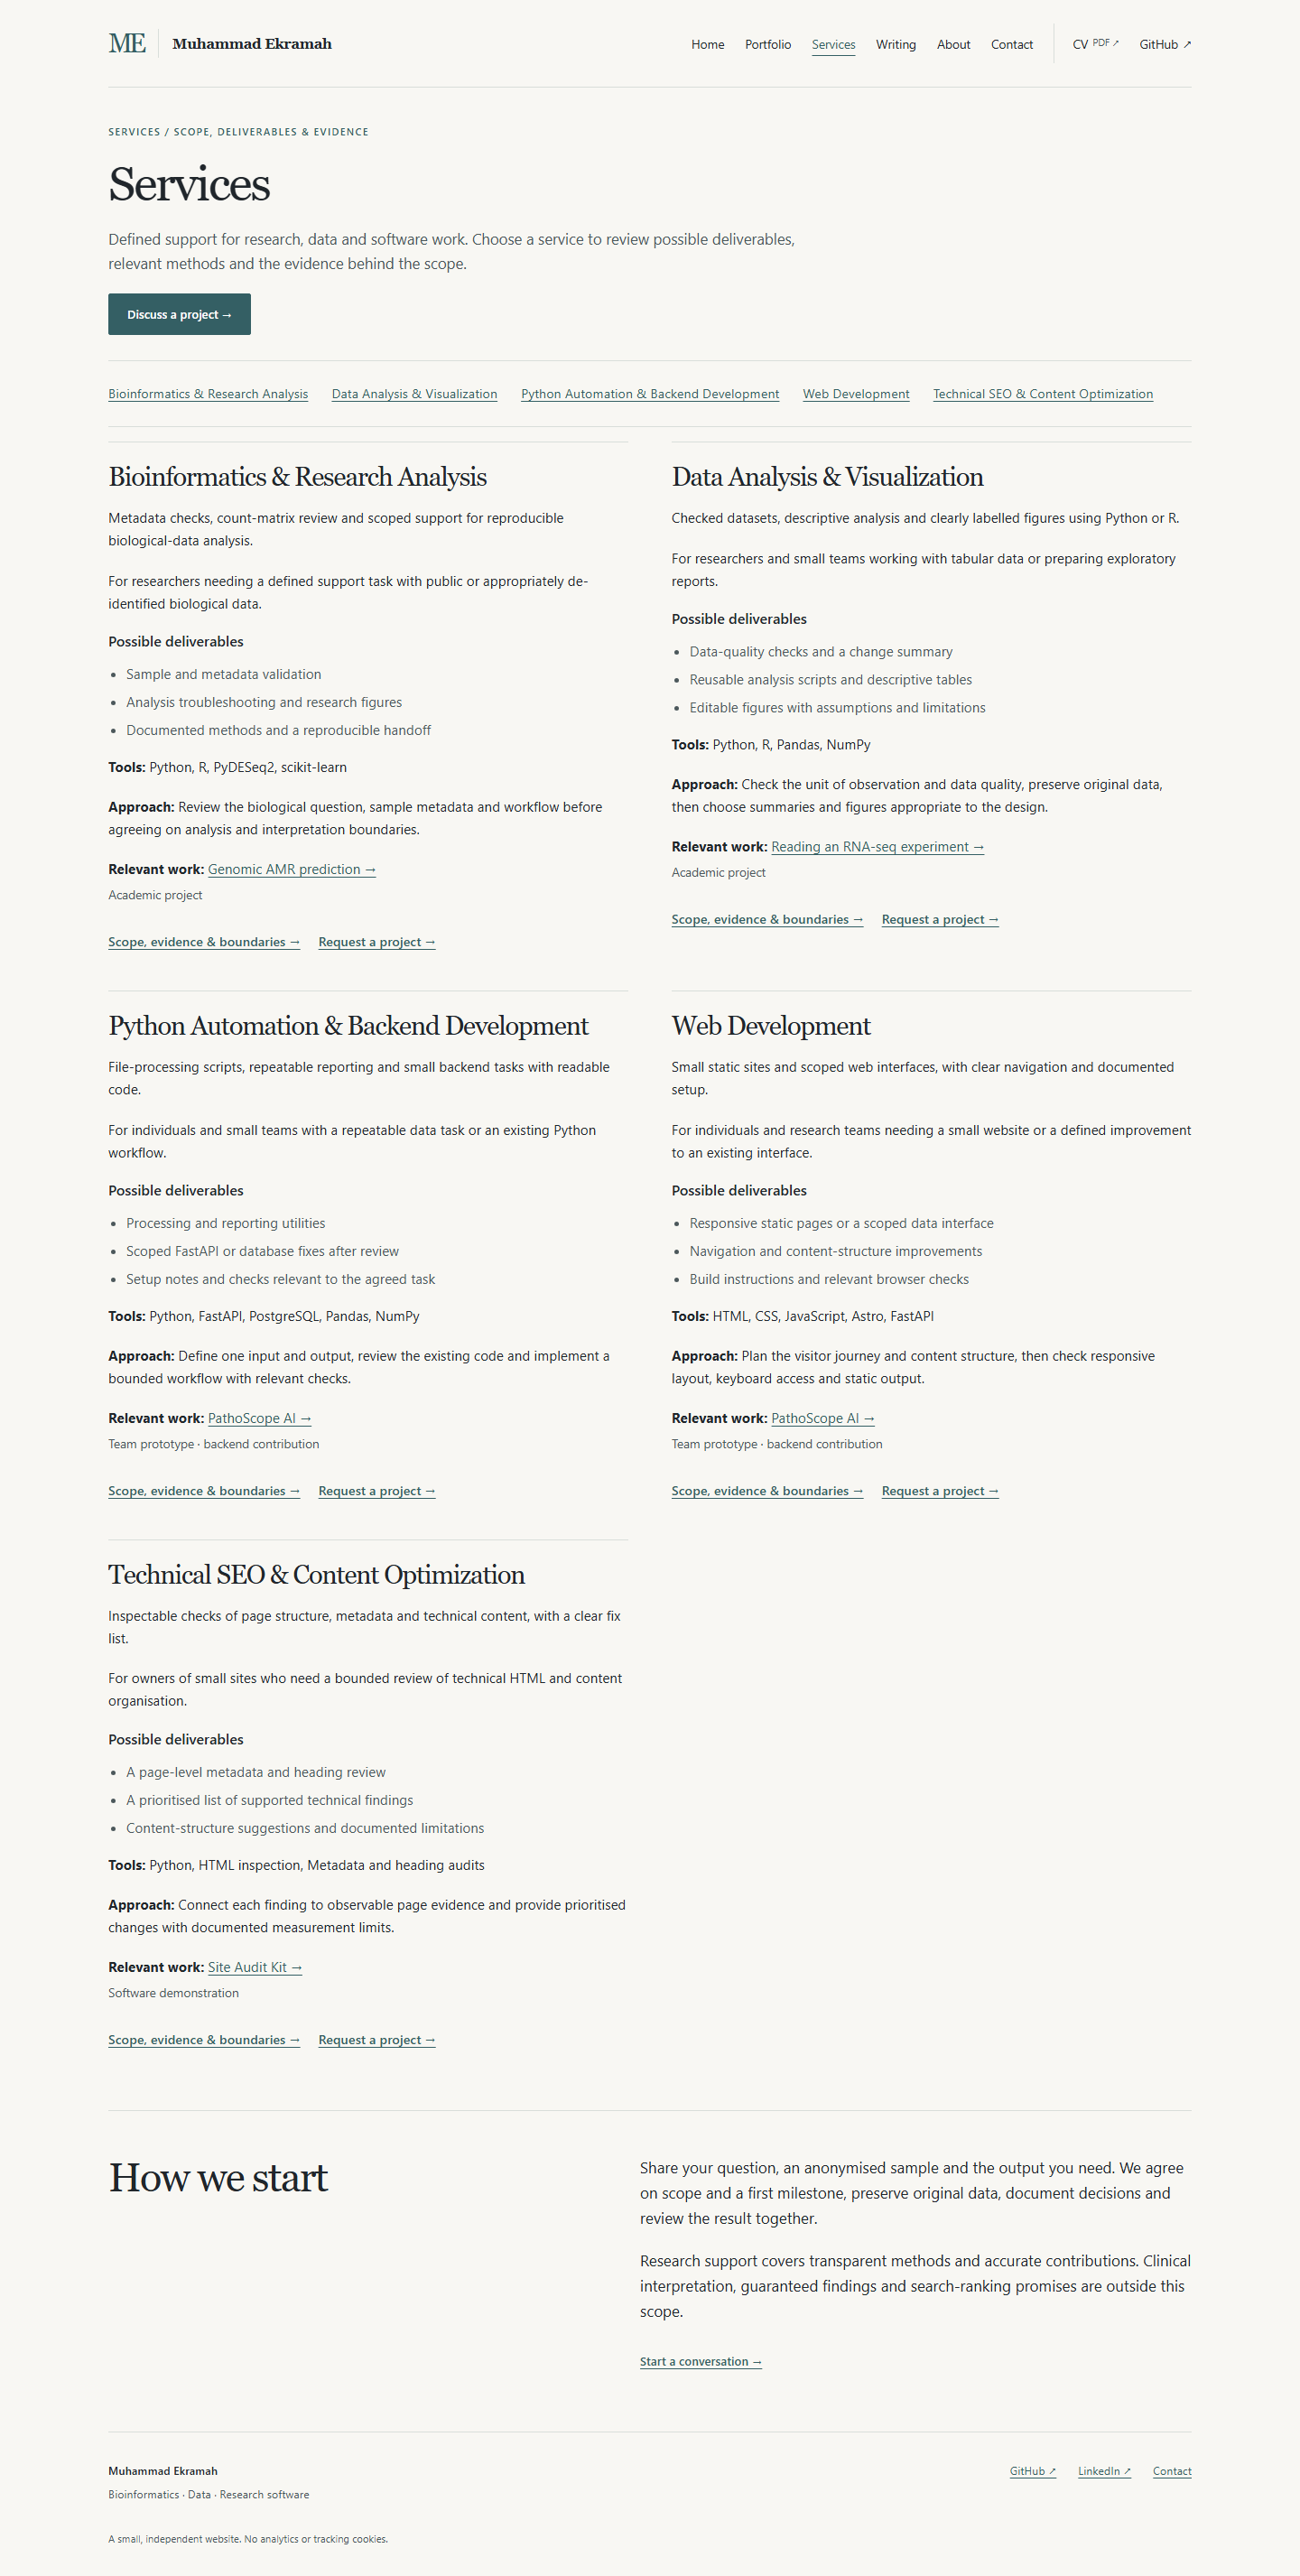 ME
Muhammad Ekramah
Home
Portfolio
Services
Writing
About
Contact
CV PDF ↗
GitHub ↗
SERVICES / SCOPE, DELIVERABLES & EVIDENCE
Services
Defined support for research, data and software work. Choose a service to review possible deliverables,
relevant methods and the evidence behind the scope.
Discuss a project →
Bioinformatics & Research Analysis
Data Analysis & Visualization
Python Automation & Backend Development
Web Development
Technical SEO & Content Optimization
Bioinformatics & Research Analysis
Metadata checks, count-matrix review and scoped support for reproducible
biological-data analysis.
For researchers needing a defined support task with public or appropriately de-
identified biological data.
Possible deliverables
• Sample and metadata validation
• Analysis troubleshooting and research figures
• Documented methods and a reproducible handoff
Tools: Python, R, PyDESeq2, scikit-learn
Approach: Review the biological question, sample metadata and workflow before
agreeing on analysis and interpretation boundaries.
Relevant work: Genomic AMR prediction →
Academic project
Scope, evidence & boundaries →
Request a project →
Data Analysis & Visualization
Checked datasets, descriptive analysis and clearly labelled figures using Python or R.
For researchers and small teams working with tabular data or preparing exploratory
reports.
Possible deliverables
• Data-quality checks and a change summary
• Reusable analysis scripts and descriptive tables
• Editable figures with assumptions and limitations
Tools: Python, R, Pandas, NumPy
Approach: Check the unit of observation and data quality, preserve original data,
then choose summaries and figures appropriate to the design.
Relevant work: Reading an RNA-seq experiment →
Academic project
Scope, evidence & boundaries →
Request a project →
Python Automation & Backend Development
File-processing scripts, repeatable reporting and small backend tasks with readable
code.
For individuals and small teams with a repeatable data task or an existing Python
workflow.
Possible deliverables
• Processing and reporting utilities
• Scoped FastAPI or database fixes after review
• Setup notes and checks relevant to the agreed task
Tools: Python, FastAPI, PostgreSQL, Pandas, NumPy
Approach: Define one input and output, review the existing code and implement a
bounded workflow with relevant checks.
Relevant work: PathoScope AI →
Team prototype · backend contribution
Scope, evidence & boundaries →
Request a project →
Web Development
Small static sites and scoped web interfaces, with clear navigation and documented
setup.
For individuals and research teams needing a small website or a defined improvement
to an existing interface.
Possible deliverables
• Responsive static pages or a scoped data interface
• Navigation and content-structure improvements
• Build instructions and relevant browser checks
Tools: HTML, CSS, JavaScript, Astro, FastAPI
Approach: Plan the visitor journey and content structure, then check responsive
layout, keyboard access and static output.
Relevant work: PathoScope AI →
Team prototype · backend contribution
Scope, evidence & boundaries →
Request a project →
Technical SEO & Content Optimization
Inspectable checks of page structure, metadata and technical content, with a clear fix
list.
For owners of small sites who need a bounded review of technical HTML and content
organisation.
Possible deliverables
• A page-level metadata and heading review
• A prioritised list of supported technical findings
• Content-structure suggestions and documented limitations
Tools: Python, HTML inspection, Metadata and heading audits
Approach: Connect each finding to observable page evidence and provide prioritised
changes with documented measurement limits.
Relevant work: Site Audit Kit →
Software demonstration
Scope, evidence & boundaries →
Request a project →
How we start
Share your question, an anonymised sample and the output you need. We agree
on scope and a first milestone, preserve original data, document decisions and
review the result together.
Research support covers transparent methods and accurate contributions. Clinical
interpretation, guaranteed findings and search-ranking promises are outside this
scope.
Start a conversation →
Muhammad Ekramah
Bioinformatics · Data · Research software
GitHub ↗
LinkedIn ↗
Contact
A small, independent website. No analytics or tracking cookies.